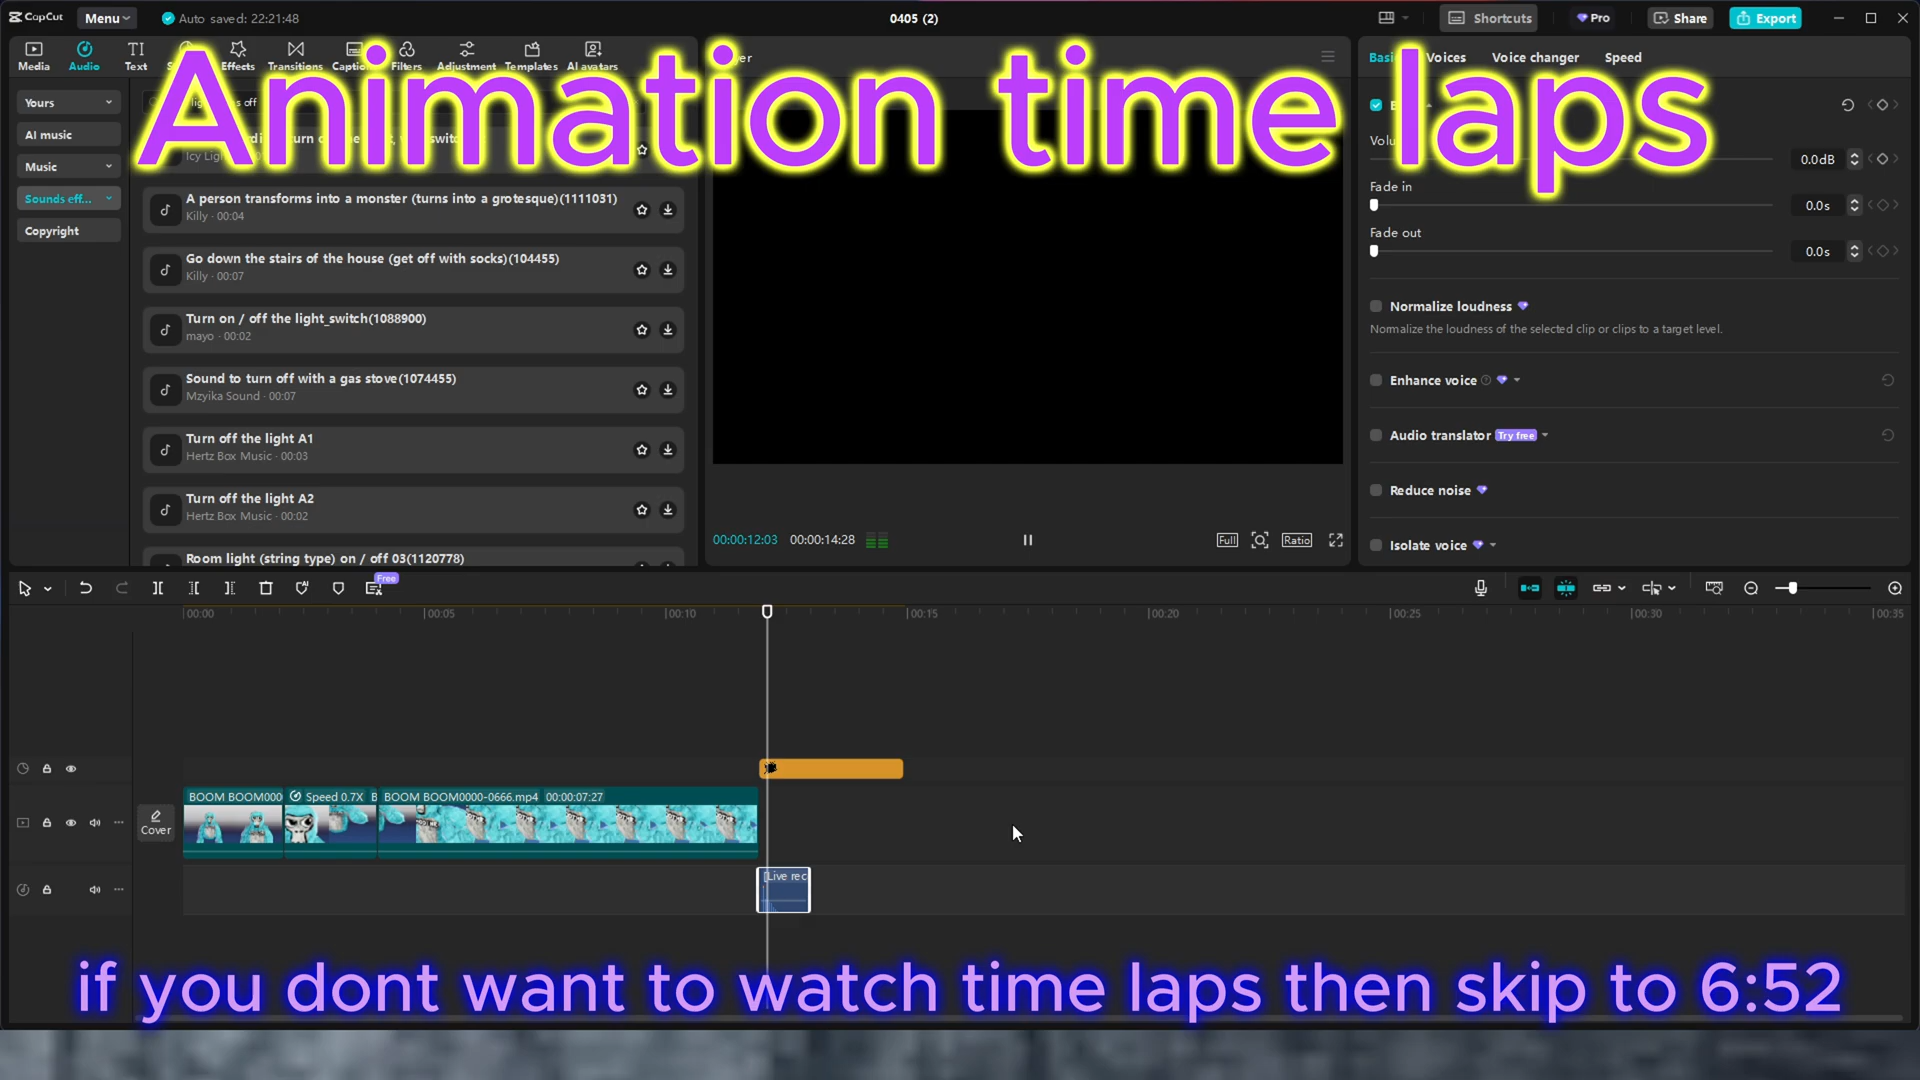 CapCut
Menu
Auto saved: 22:21:48
0405 (2)
Shortcuts
Pro
Share
Export
Media
Audio
Text
Effects
Transitions
Filters
Adjustment
Templates
AI avatars
Animation time laps
Basic
Voices
Voice changer
Speed
Yours
AI music
Music
Sounds eff...
Copyright
A person transforms into a monster (turns into a grotesque)(1111031)
Killy · 00:04
Go down the stairs of the house (get off with socks)(104455)
Killy · 00:07
Turn on / off the light_switch(1088900)
mayo · 00:02
Sound to turn off with a gas stove(1074455)
Mzyika Sound · 00:07
Turn off the light A1
Hertz Box Music · 00:03
Turn off the light A2
Hertz Box Music · 00:02
Room light (string type) on / off 03(1120778)
00:00:12:03 00:00:14:28
Full
Ratio
0.0dB
Fade in
0.0s
Fade out
0.0s
Normalize loudness
Normalize the loudness of the selected clip or clips to a target level.
Enhance voice
Audio translator Try free
Reduce noise
Isolate voice
Free
00:00 00:05 00:10 00:15 00:20 00:25 00:30 00:35
Cover
BOOM BOOM000
Speed 0.7X B
BOOM BOOM0000-0666.mp4 00:00:07:27
[Live rec
if you dont want to watch time laps then skip to 6:52